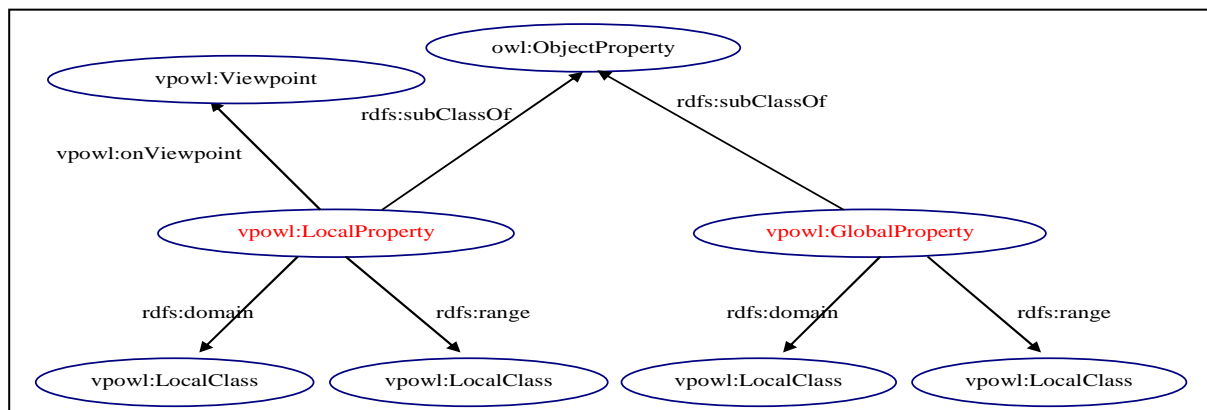 owl:ObjectProperty
vpowl:Viewpoint
rdfs:subClassOf
rdfs:subClassOf
vpowl:onViewpoint
vpowl:LocalProperty
vpowl:GlobalProperty
rdfs:domain
rdfs:range
rdfs:domain
rdfs:range
vpowl:LocalClass
vpowl:LocalClass
vpowl:LocalClass
vpowl:LocalClass